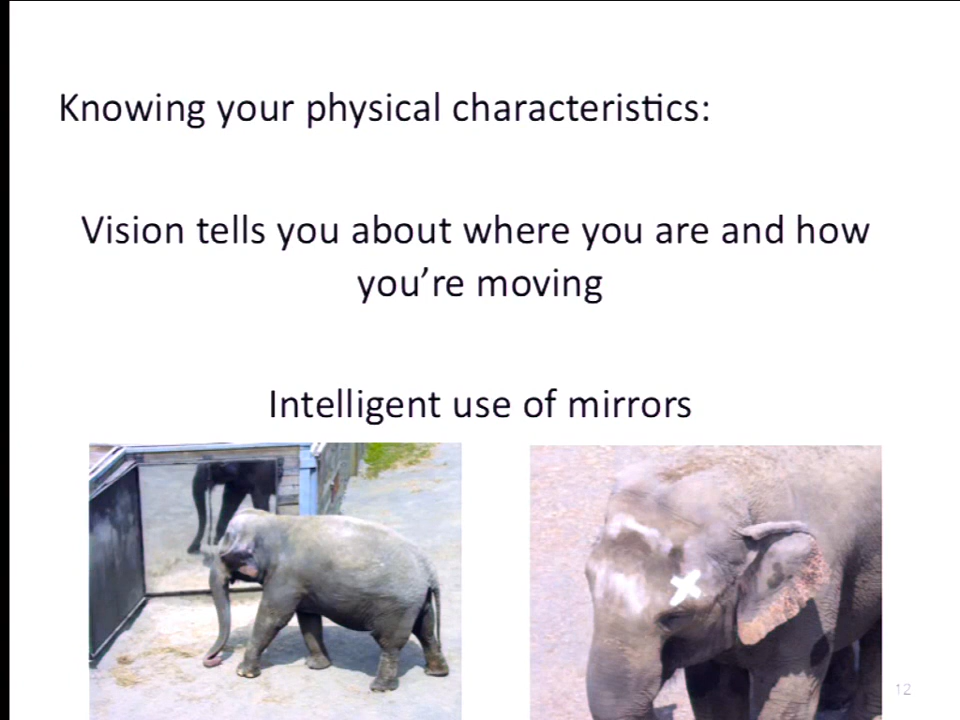 Knowing your physical characteristics:
Vision tells you about where you are and how
you’re moving
Intelligent use of mirrors
12